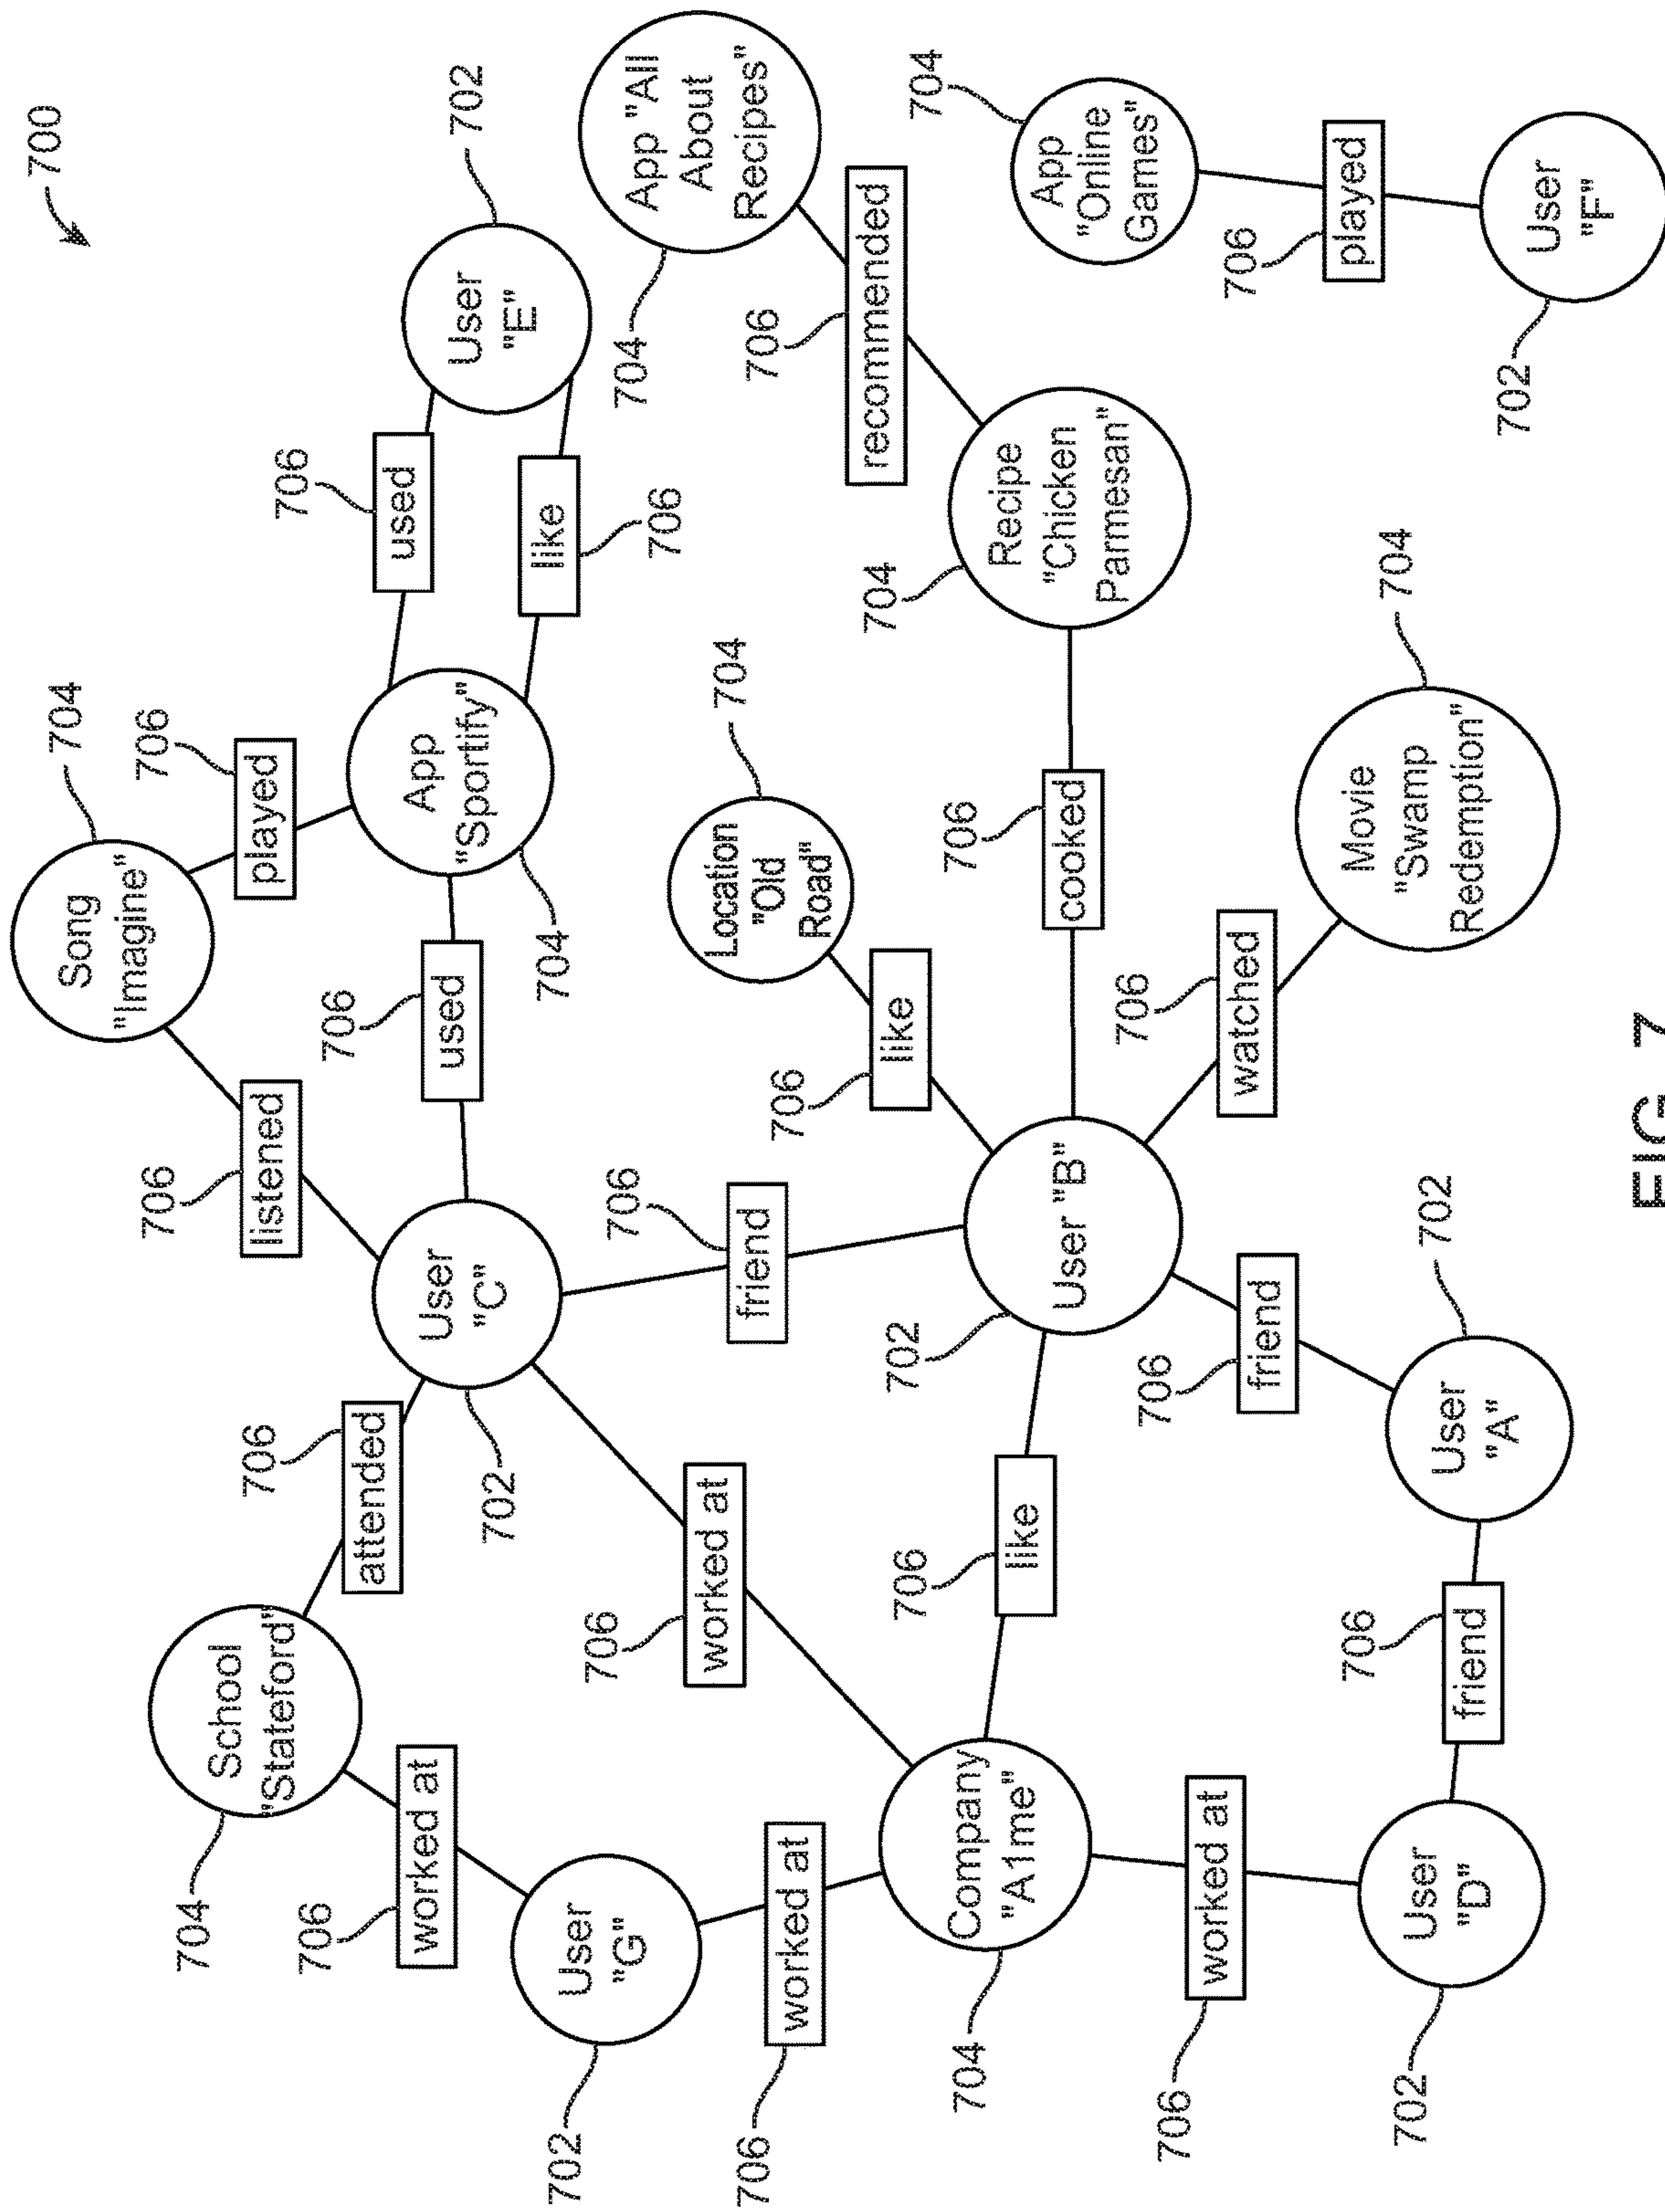 700
704
Song
"Imagine"
706
706
704
School
"Stateford"
706
listened
played
706
706
706
attended
used
worked at
User
"C"
used
App
"Sportify"
User
"E"
702
702
704
like
706
702
User
"G"
706
worked at
706
friend
704
App "All
About
Recipes"
704
Location
"Old
Road"
706
worked at
706
706
like
706
recommended
704
702
User "B"
706
cooked
704
Recipe
"Chicken
Parmesan"
704
App
"Online
Games"
704
Company
"A1me"
706
like
706
worked at
706
friend
706
watched
706
played
706
friend
704
Movie
"Swamp
Redemption"
702
User
"D"
702
User
"A"
702
User
"F"
FIG. 7